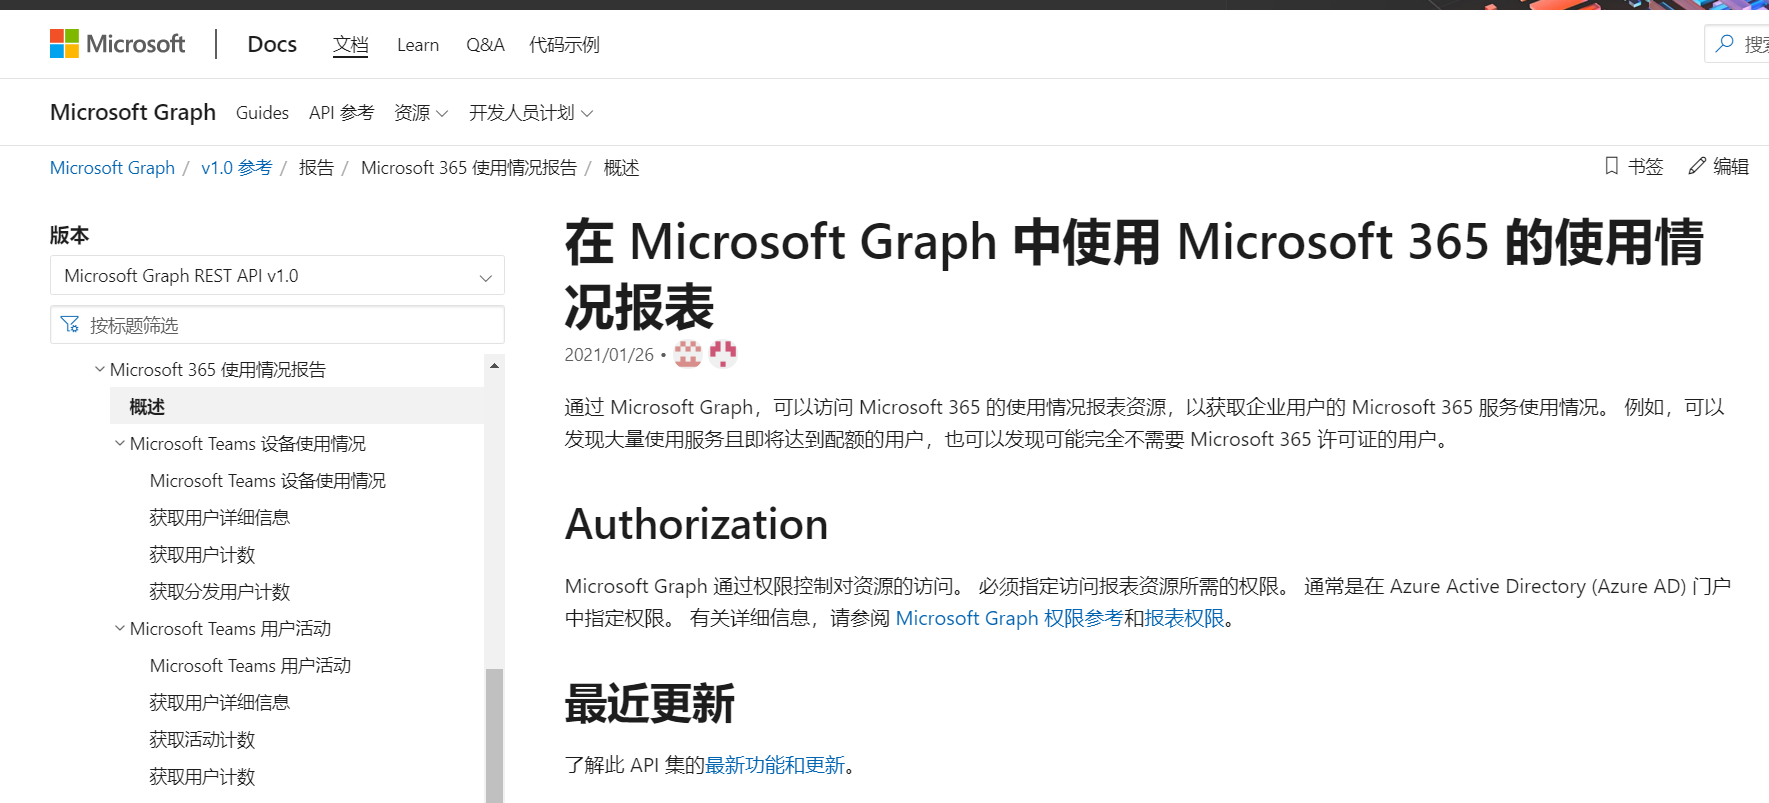 Microsoft
Docs 文档 Learn Q&A 代码示例
Microsoft Graph Guides API 参考 资源 开发人员计划
Microsoft Graph / v1.0 参考 / 报告 / Microsoft 365 使用情况报告 / 概述
书签 编辑
版本
Microsoft Graph REST API v1.0
按标题筛选
Microsoft 365 使用情况报告
概述
Microsoft Teams 设备使用情况
Microsoft Teams 设备使用情况
获取用户详细信息
获取用户计数
获取分发用户计数
Microsoft Teams 用户活动
Microsoft Teams 用户活动
获取用户详细信息
获取活动计数
获取用户计数
在 Microsoft Graph 中使用 Microsoft 365 的使用情
况报表
2021/01/26 •
通过 Microsoft Graph，可以访问 Microsoft 365 的使用情况报表资源，以获取企业用户的 Microsoft 365 服务使用情况。 例如，可以
发现大量使用服务且即将达到配额的用户，也可以发现可能完全不需要 Microsoft 365 许可证的用户。
Authorization
Microsoft Graph 通过权限控制对资源的访问。 必须指定访问报表资源所需的权限。 通常是在 Azure Active Directory (Azure AD) 门户
中指定权限。 有关详细信息，请参阅 Microsoft Graph 权限参考和报表权限。
最近更新
了解此 API 集的最新功能和更新。